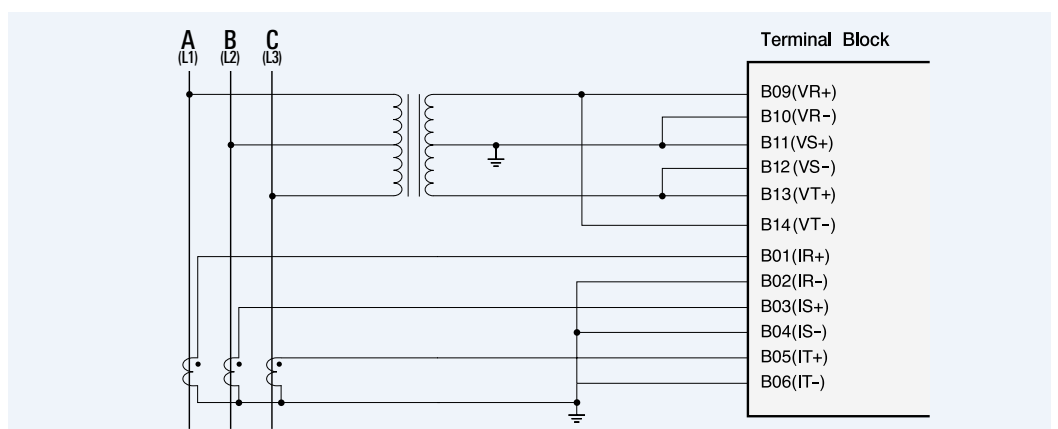 A B C Terminal Block
(L1) (L2) (L3)
B09(VR+)
B10(VR-)
B11(VS+)
B12(VS-)
B13(VT+)
B14(VT-)
B01(IR+)
B02(IR-)
B03(IS+)
B04(IS-)
B05(IT+)
B06(IT-)